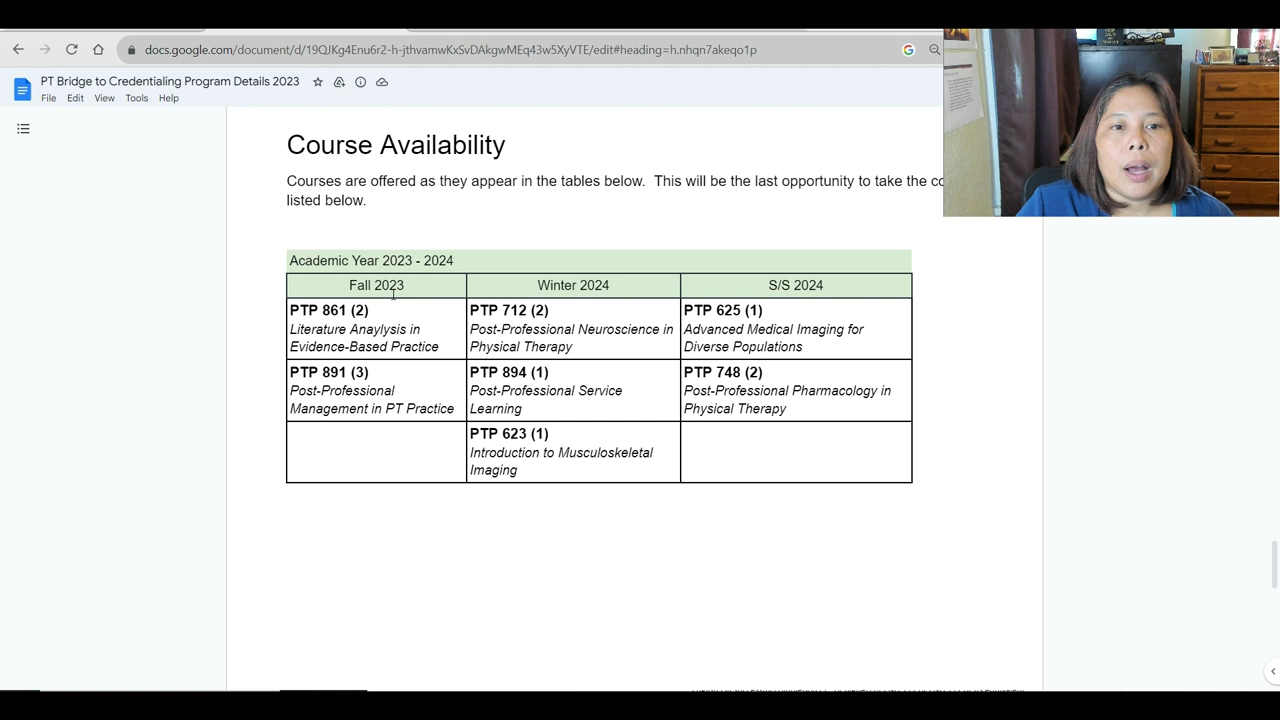 docs.google.com/document/d/19QJKg4Enu6r2-h-jnvcnwKxSvDAkgwMEq43w5XyVTE/edit#heading=h.nhqn7akeqo1p
PT Bridge to Credentialing Program Details 2023
File Edit View Tools Help
Course Availability
Courses are offered as they appear in the tables below. This will be the last opportunity to take the
listed below.
Academic Year 2023 - 2024
Fall 2023 Winter 2024 S/S 2024
PTP 861 (2)
Literature Anaylysis in
Evidence-Based Practice
PTP 712 (2)
Post-Professional Neuroscience in
Physical Therapy
PTP 625 (1)
Advanced Medical Imaging for
Diverse Populations
PTP 891 (3)
Post-Professional
Management in PT Practice
PTP 894 (1)
Post-Professional Service
Learning
PTP 748 (2)
Post-Professional Pharmacology in
Physical Therapy
PTP 623 (1)
Introduction to Musculoskeletal
Imaging